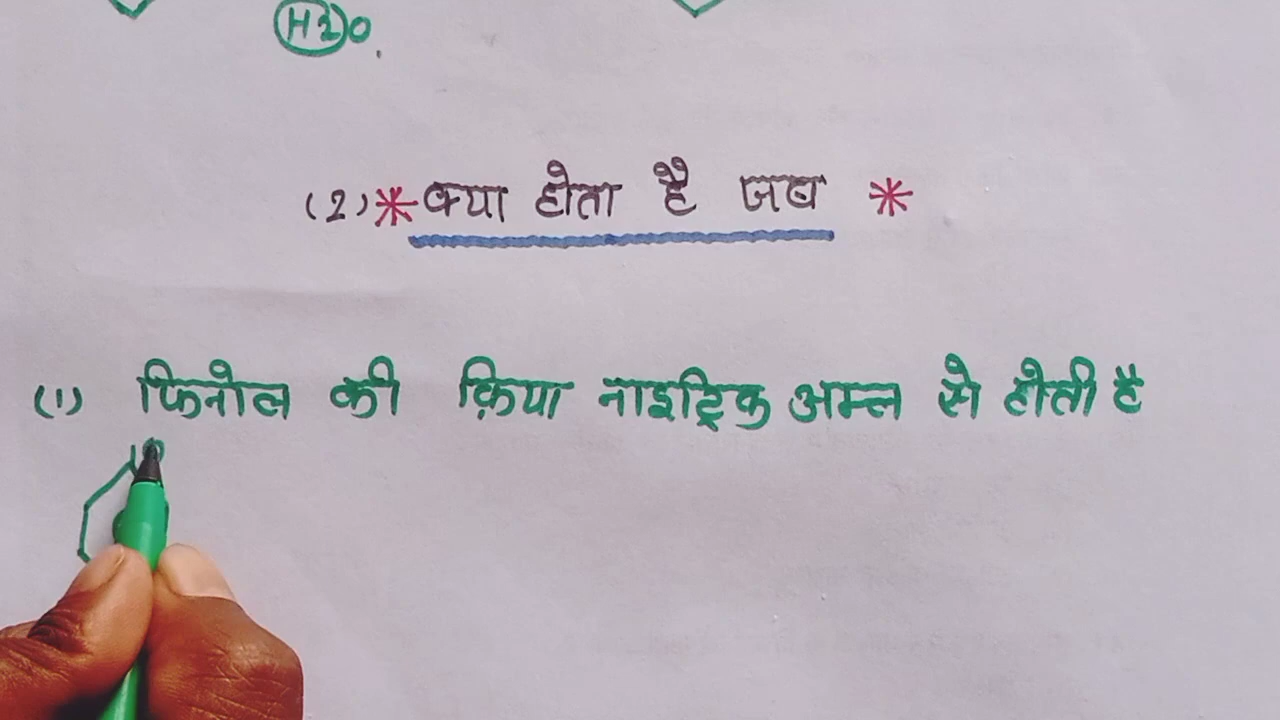 H2O
(2) * क्या होता है जब *
(1) फिनोल की क्रिया नाइट्रिक अम्ल से होती है